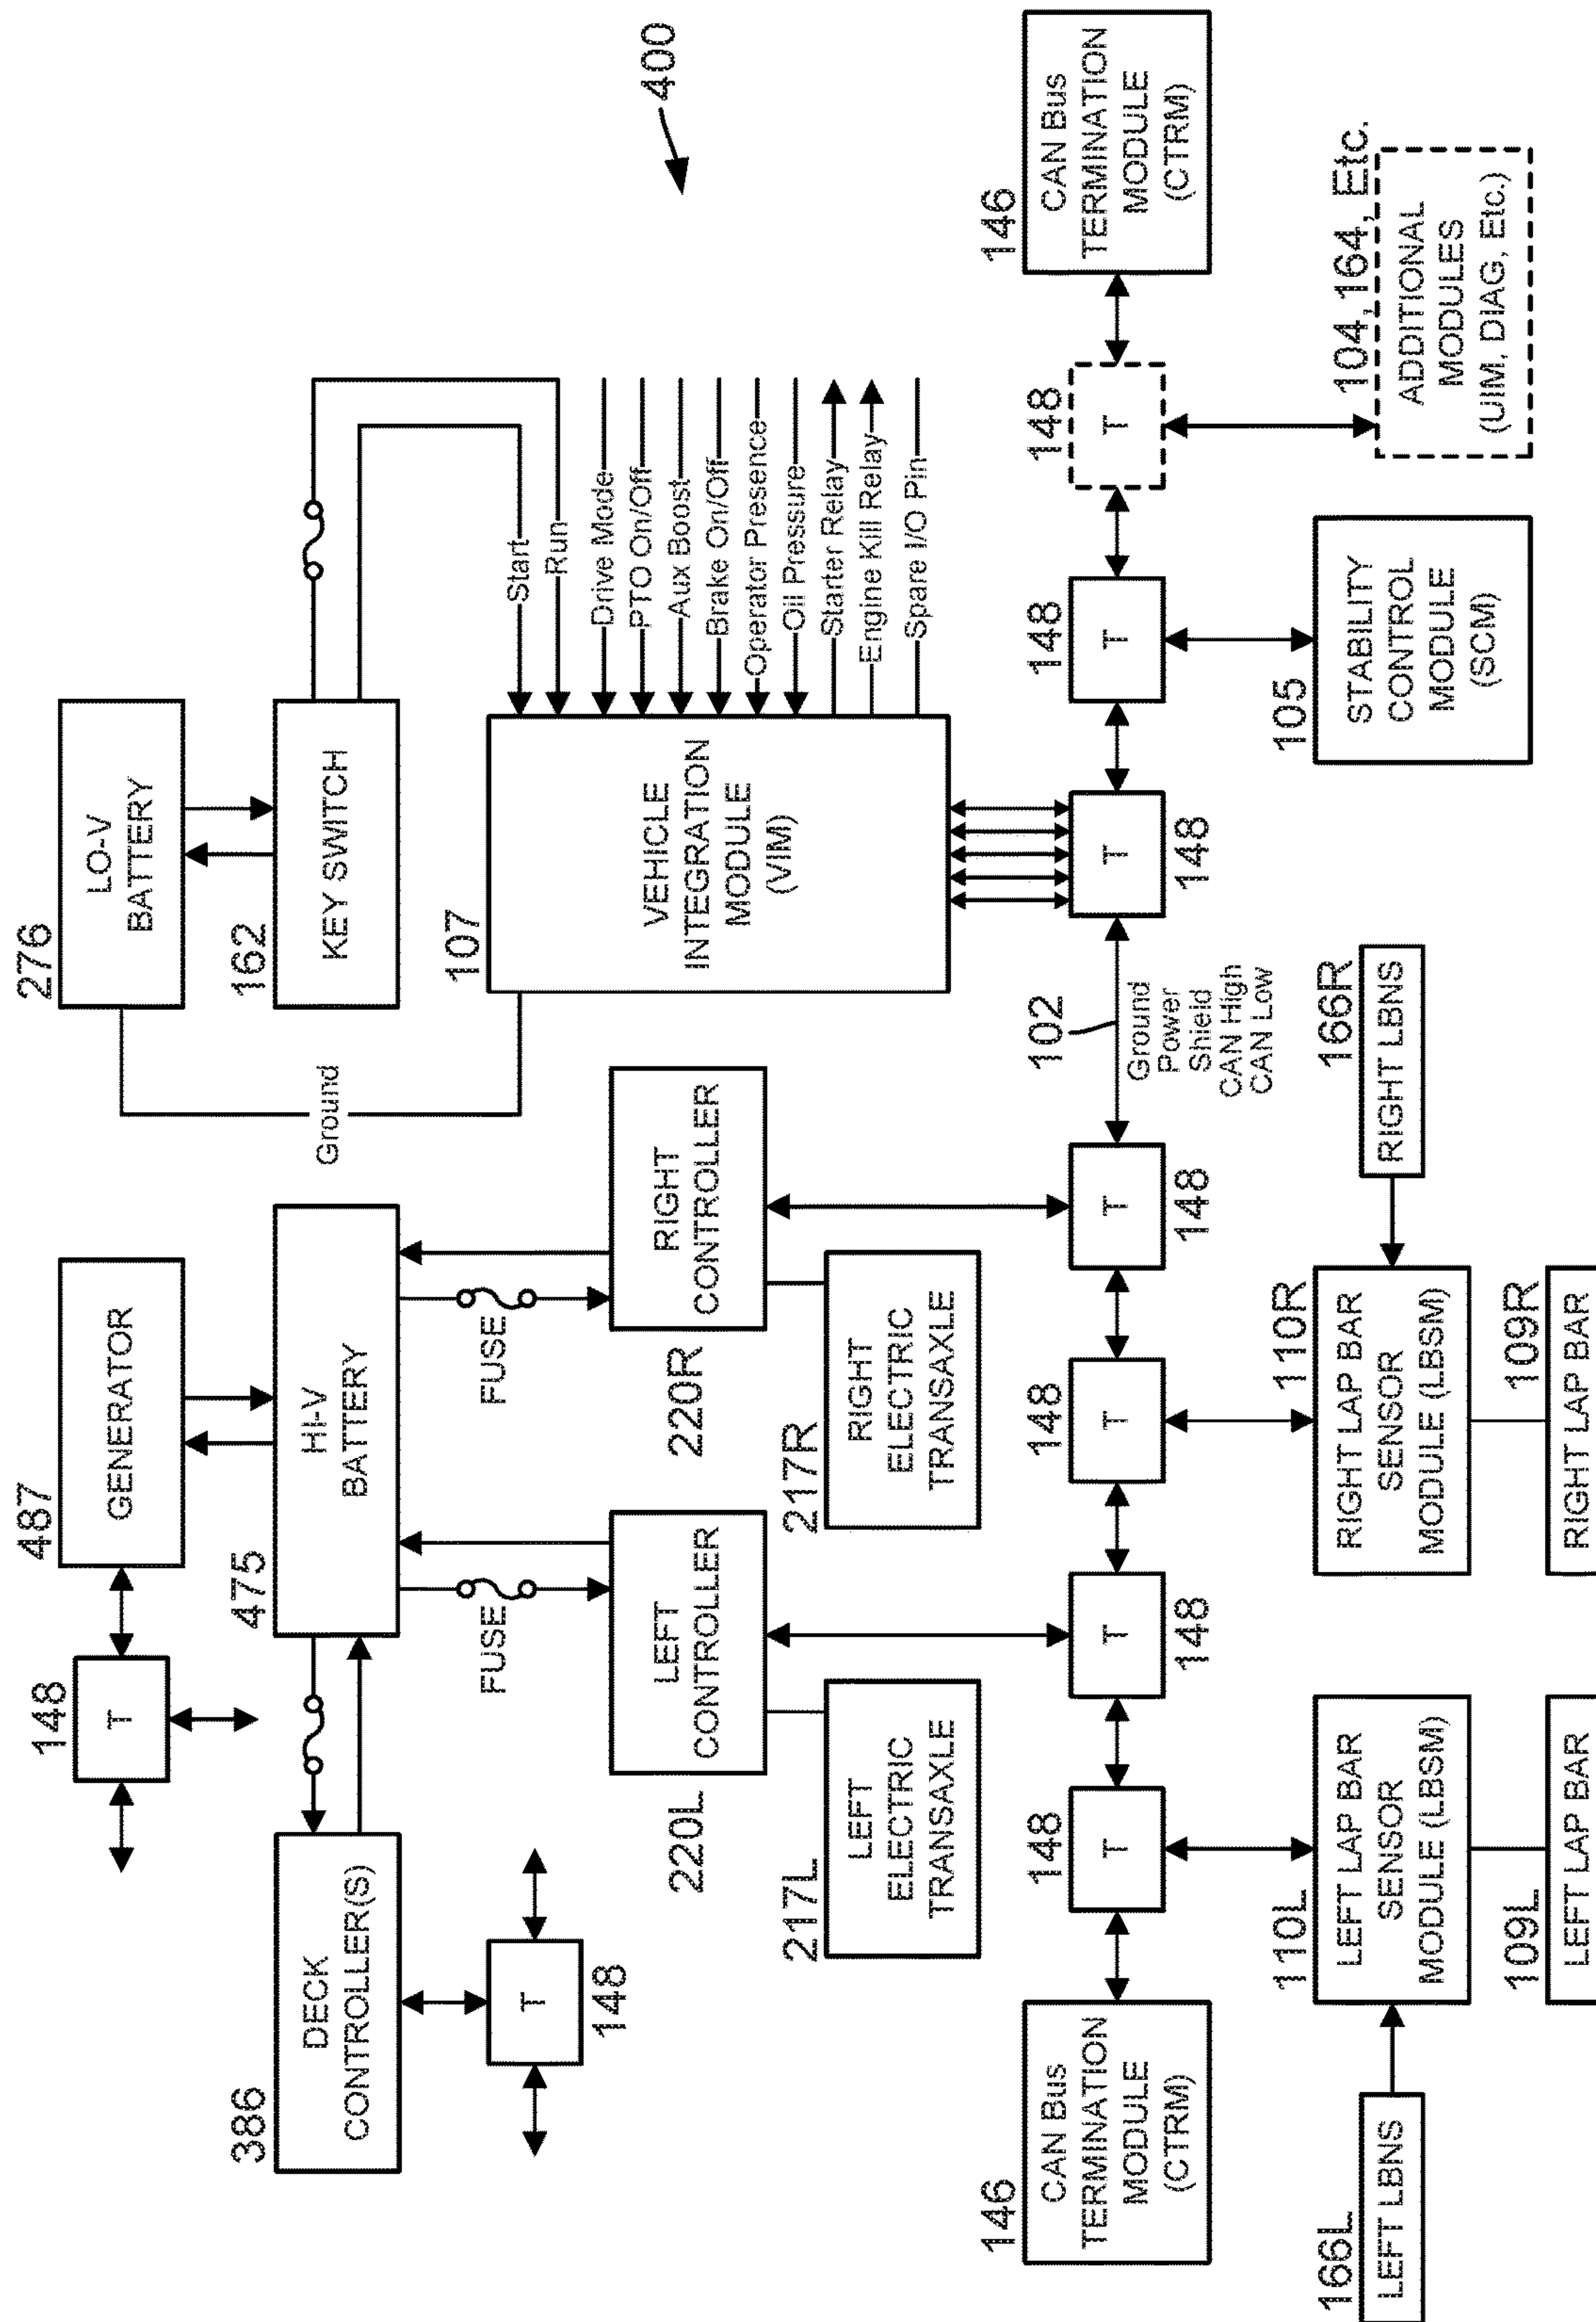 400
148
487
GENERATOR
276
LO-V
BATTERY
386
DECK
CONTROLLER(S)
475
HI-V
BATTERY
162
KEY SWITCH
Ground
148
T
T
148
FUSE
FUSE
220L
LEFT
CONTROLLER
220R
RIGHT
CONTROLLER
217L
LEFT
ELECTRIC
TRANSAXLE
217R
RIGHT
ELECTRIC
TRANSAXLE
107
VEHICLE
INTEGRATION
MODULE
(VIM)
Start
Run
Drive Mode
PTO On/Off
Aux Boost
Brake On/Off
Operator Presence
Oil Pressure
Starter Relay
Engine Kill Relay
Spare I/O Pin
146
CAN Bus
TERMINATION
MODULE
(CTRM)
148
T
T
148
148
T
T
148
102
Ground
Power
Shield
CAN High
CAN Low
T
148
T
148
T
146
CAN Bus
TERMINATION
MODULE
(CTRM)
166L
LEFT LBNS
110L
LEFT LAP BAR
SENSOR
MODULE (LBSM)
109L
LEFT LAP BAR
110R
RIGHT LAP BAR
SENSOR
MODULE (LBSM)
109R
RIGHT LAP BAR
166R
RIGHT LBNS
105
STABILITY
CONTROL
MODULE
(SCM)
104, 164, Etc.
ADDITIONAL
MODULES
(UIM, DIAG, Etc.)